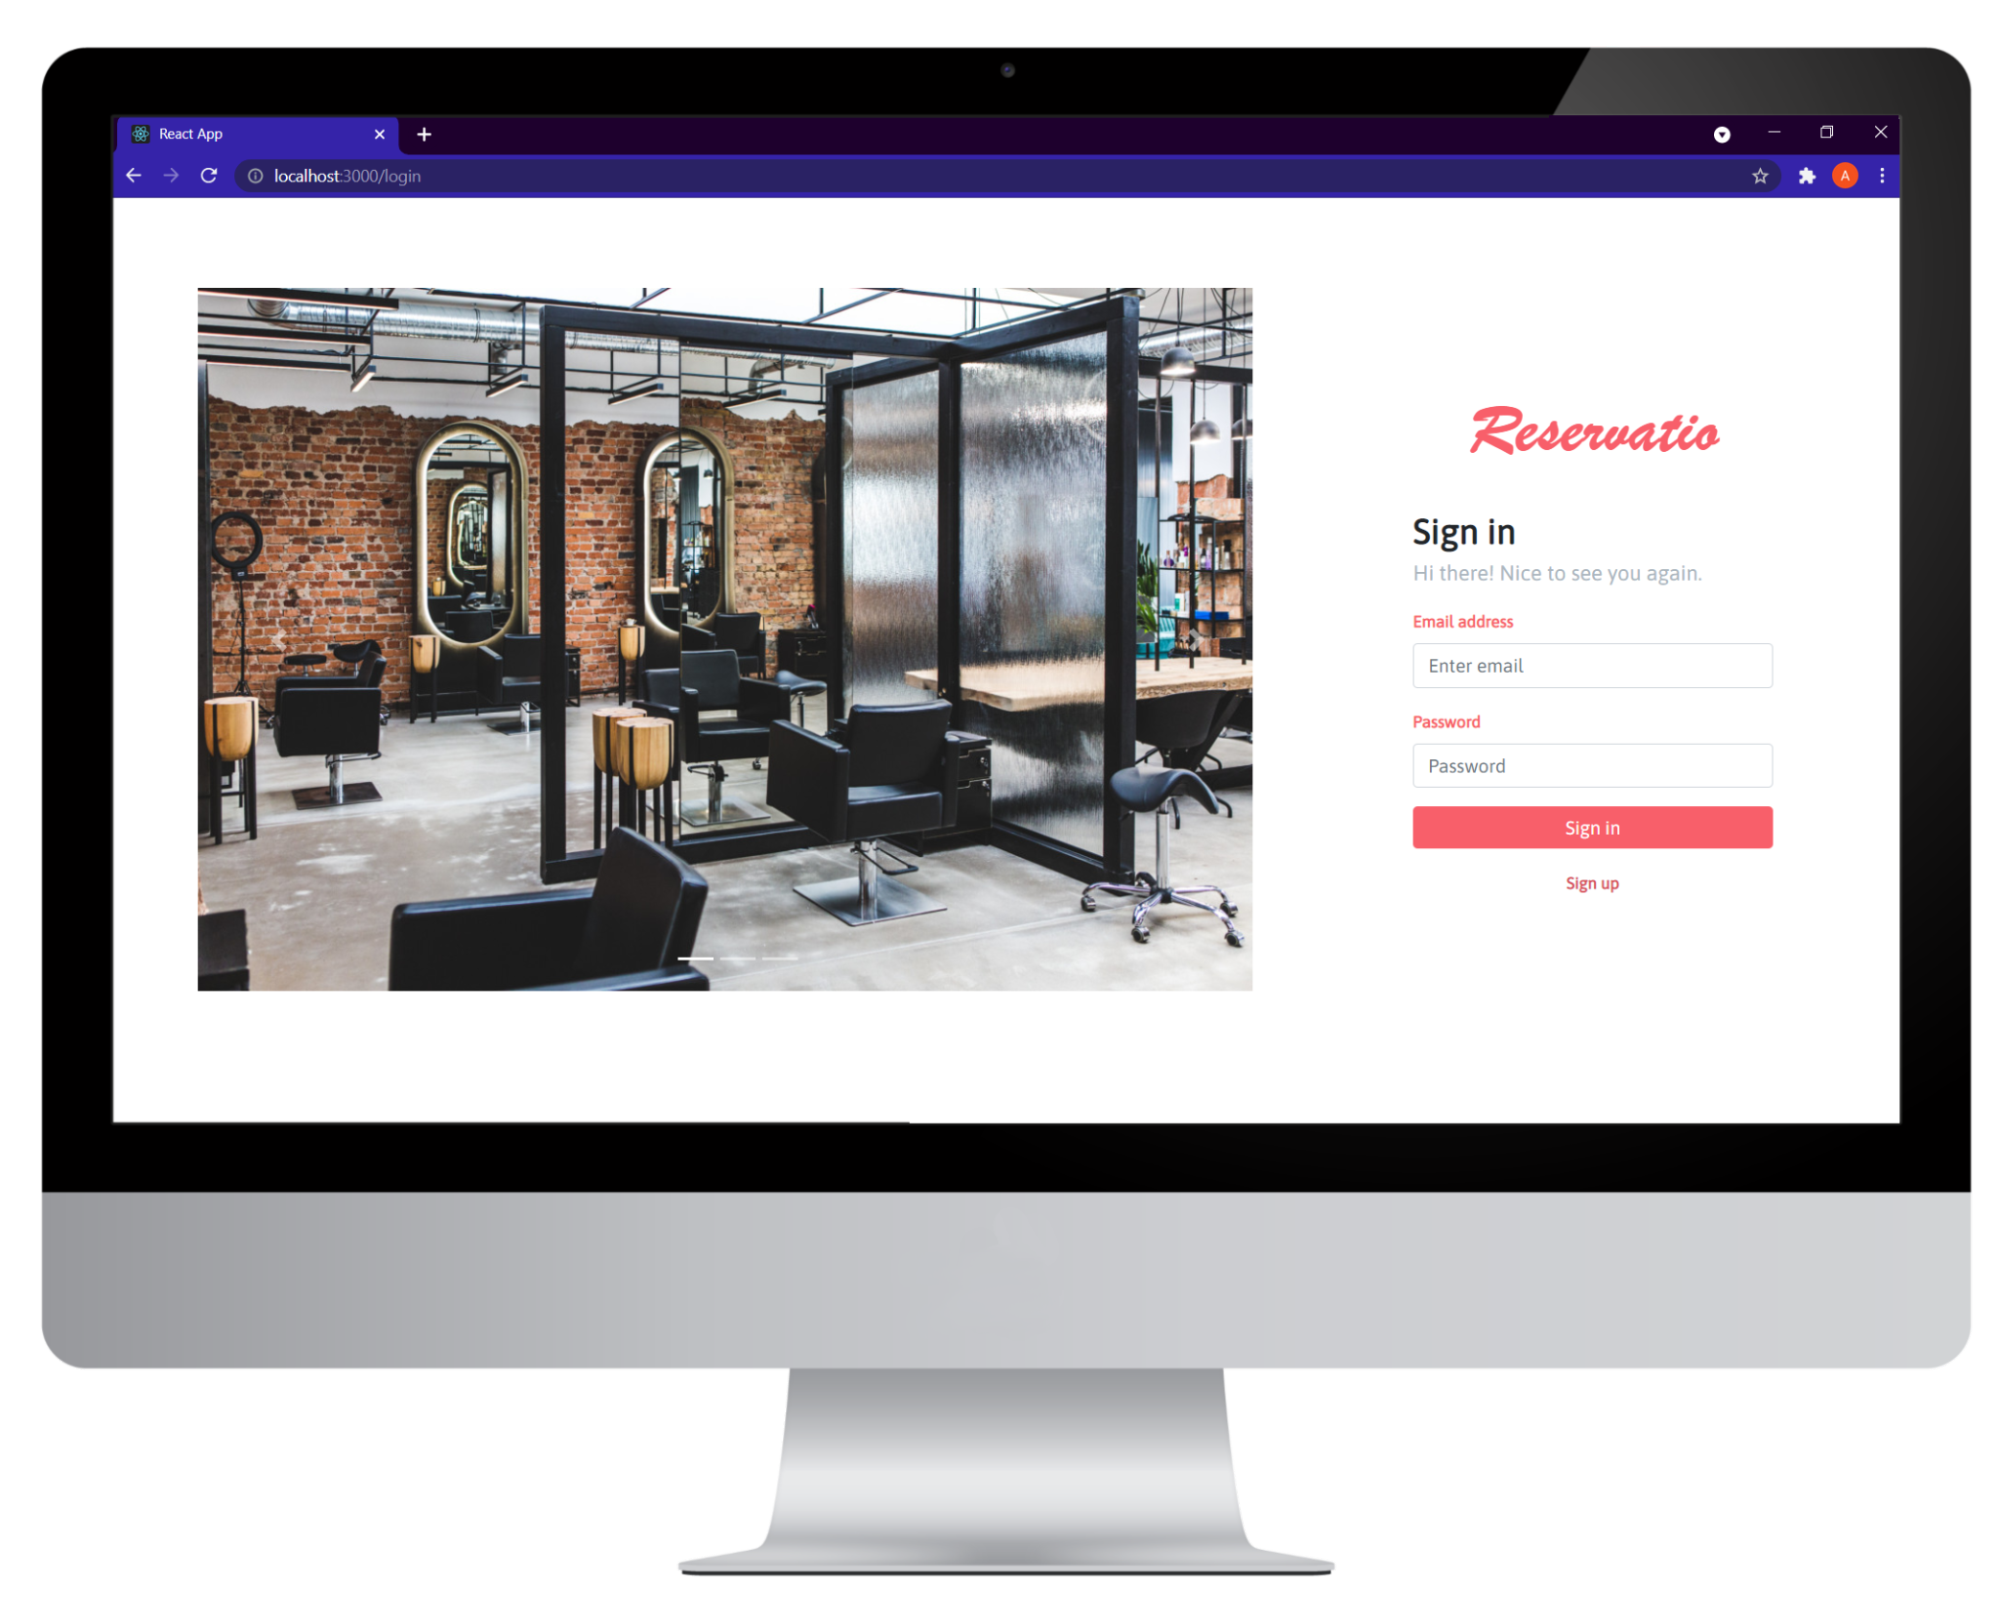 React App
localhost:3000/login
A
Reservatio
Sign in
Hi there! Nice to see you again.
Email address
Enter email
Password
Password
Sign in
Sign up